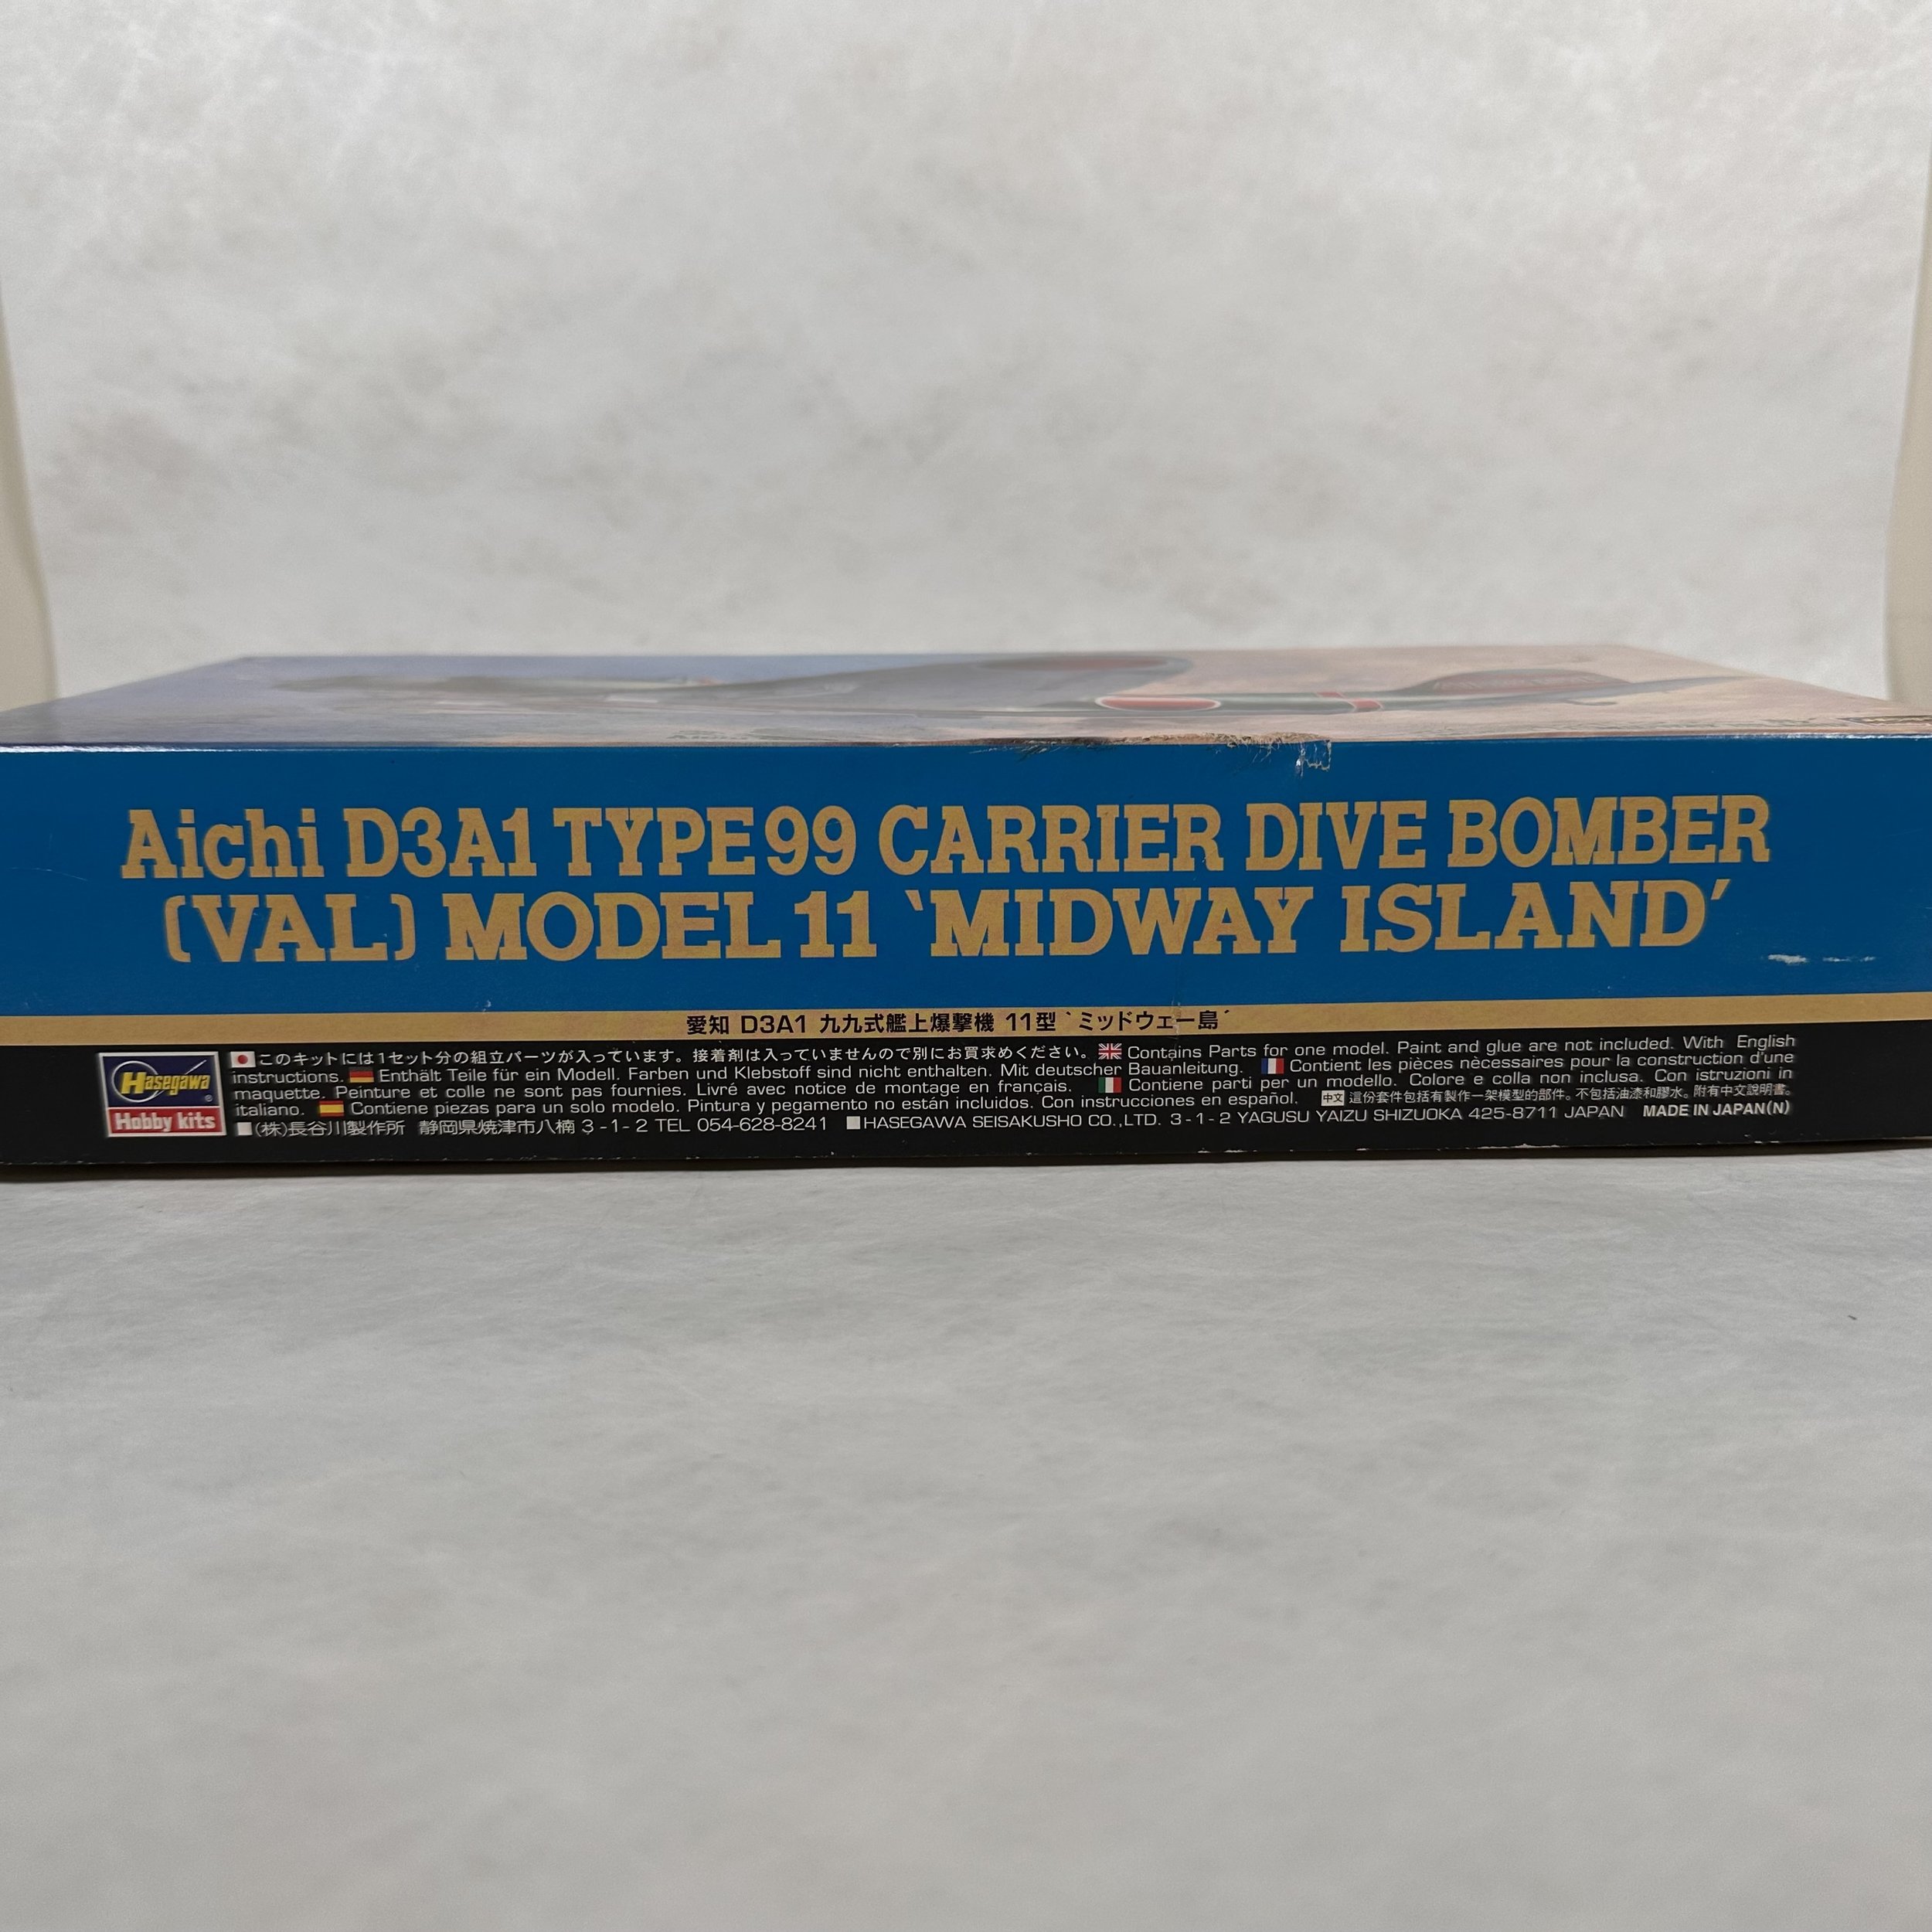 Aichi D3A1 TYPE 99 CARRIER DIVE BOMBER
(VAL) MODEL 11 ‘MIDWAY ISLAND’
愛知 D3A1 九九式艦上爆撃機 11型 ‘ミッドウェー島’
Hasegawa
Hobby kits
このキットには1セット分の組立パーツが入っています。接着剤は入っていませんので別にお買求めください。 Contains Parts for one model. Paint and glue are not included. With English
instructions. Enthält Teile für ein Modell. Farben und Klebstoff sind nicht enthalten. Mit deutscher Bauanleitung. Contient les pièces nècessaires pour la construction d'une
maquette. Peinture et colle ne sont pas fournies. Livré avec notice de montage en français. Contiene parti per un modello. Colore e colla non inclusa. Con istruzioni in
italiano. Contiene piezas para un solo modelo. Pintura y pegamento no están incluidos. Con instrucciones en español. 中文 這份套件包括有製作一架模型的部件。不包括油漆和膠水。附有中文說明書。
■(株)長谷川製作所 静岡県焼津市八楠 3-1-2 TEL 054-628-8241 ■HASEGAWA SEISAKUSHO CO.,LTD. 3-1-2 YAGUSU YAIZU SHIZUOKA 425-8711 JAPAN MADE IN JAPAN(N)